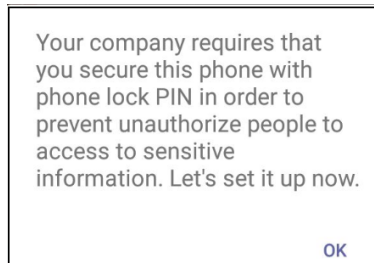 Your company requires that
you secure this phone with
phone lock PIN in order to
prevent unauthorize people to
access to sensitive
information. Let's set it up now.
OK